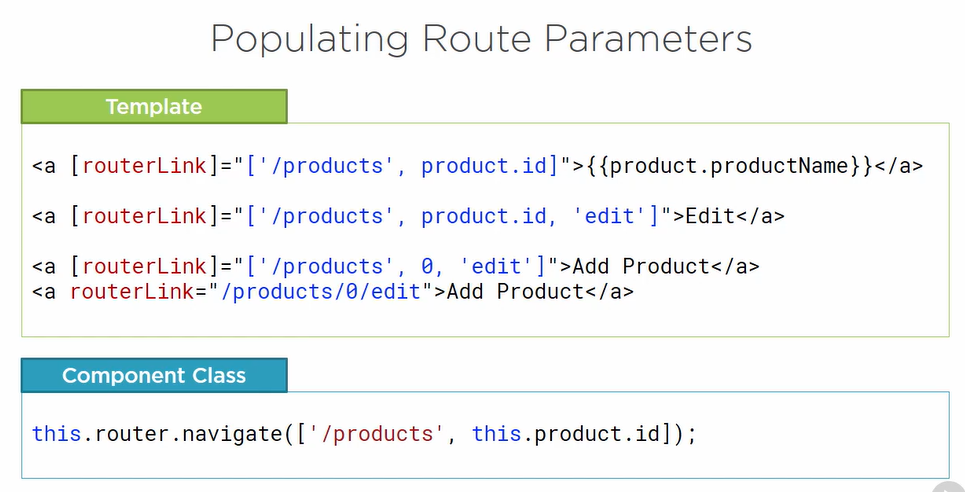 Populating Route Parameters
Template
<a [routerLink]="['/products', product.id]">{{product.productName}}</a>
<a [routerLink]="['/products', product.id, 'edit']">Edit</a>
<a [routerLink]="['/products', 0, 'edit']">Add Product</a>
<a routerLink="/products/0/edit">Add Product</a>
Component Class
this.router.navigate(['/products', this.product.id]);